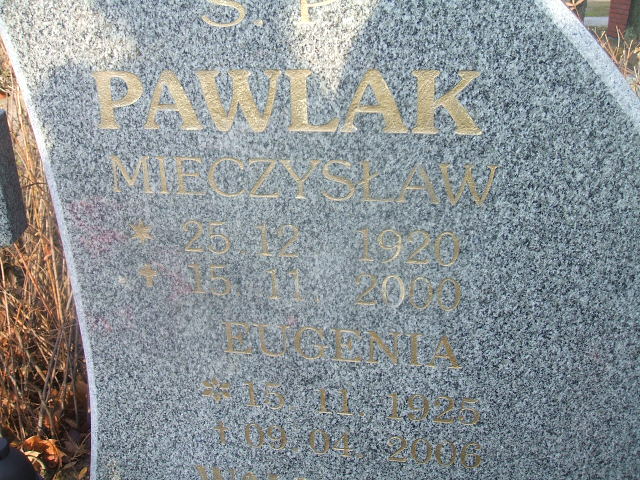 Ś. P
PAWLAK
MIECZYSŁAW
* 25. 12. 1920
† 15. 11. 2000
EUGENIA
* 15. 11. 1925
† 09. 04. 2006